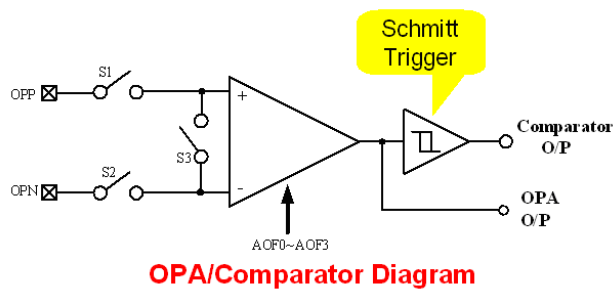 Schmitt
Trigger
S1
OPP
+
S3
Comparator
O/P
S2
OPN
-
OPA
O/P
AOF0~AOF3
OPA/Comparator Diagram